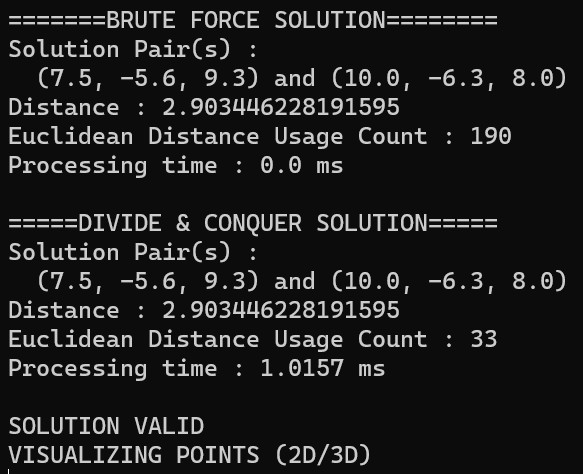 =======BRUTE FORCE SOLUTION========
Solution Pair(s) :
  (7.5, -5.6, 9.3) and (10.0, -6.3, 8.0)
Distance : 2.903446228191595
Euclidean Distance Usage Count : 190
Processing time : 0.0 ms

=====DIVIDE & CONQUER SOLUTION=====
Solution Pair(s) :
  (7.5, -5.6, 9.3) and (10.0, -6.3, 8.0)
Distance : 2.903446228191595
Euclidean Distance Usage Count : 33
Processing time : 1.0157 ms

SOLUTION VALID
VISUALIZING POINTS (2D/3D)